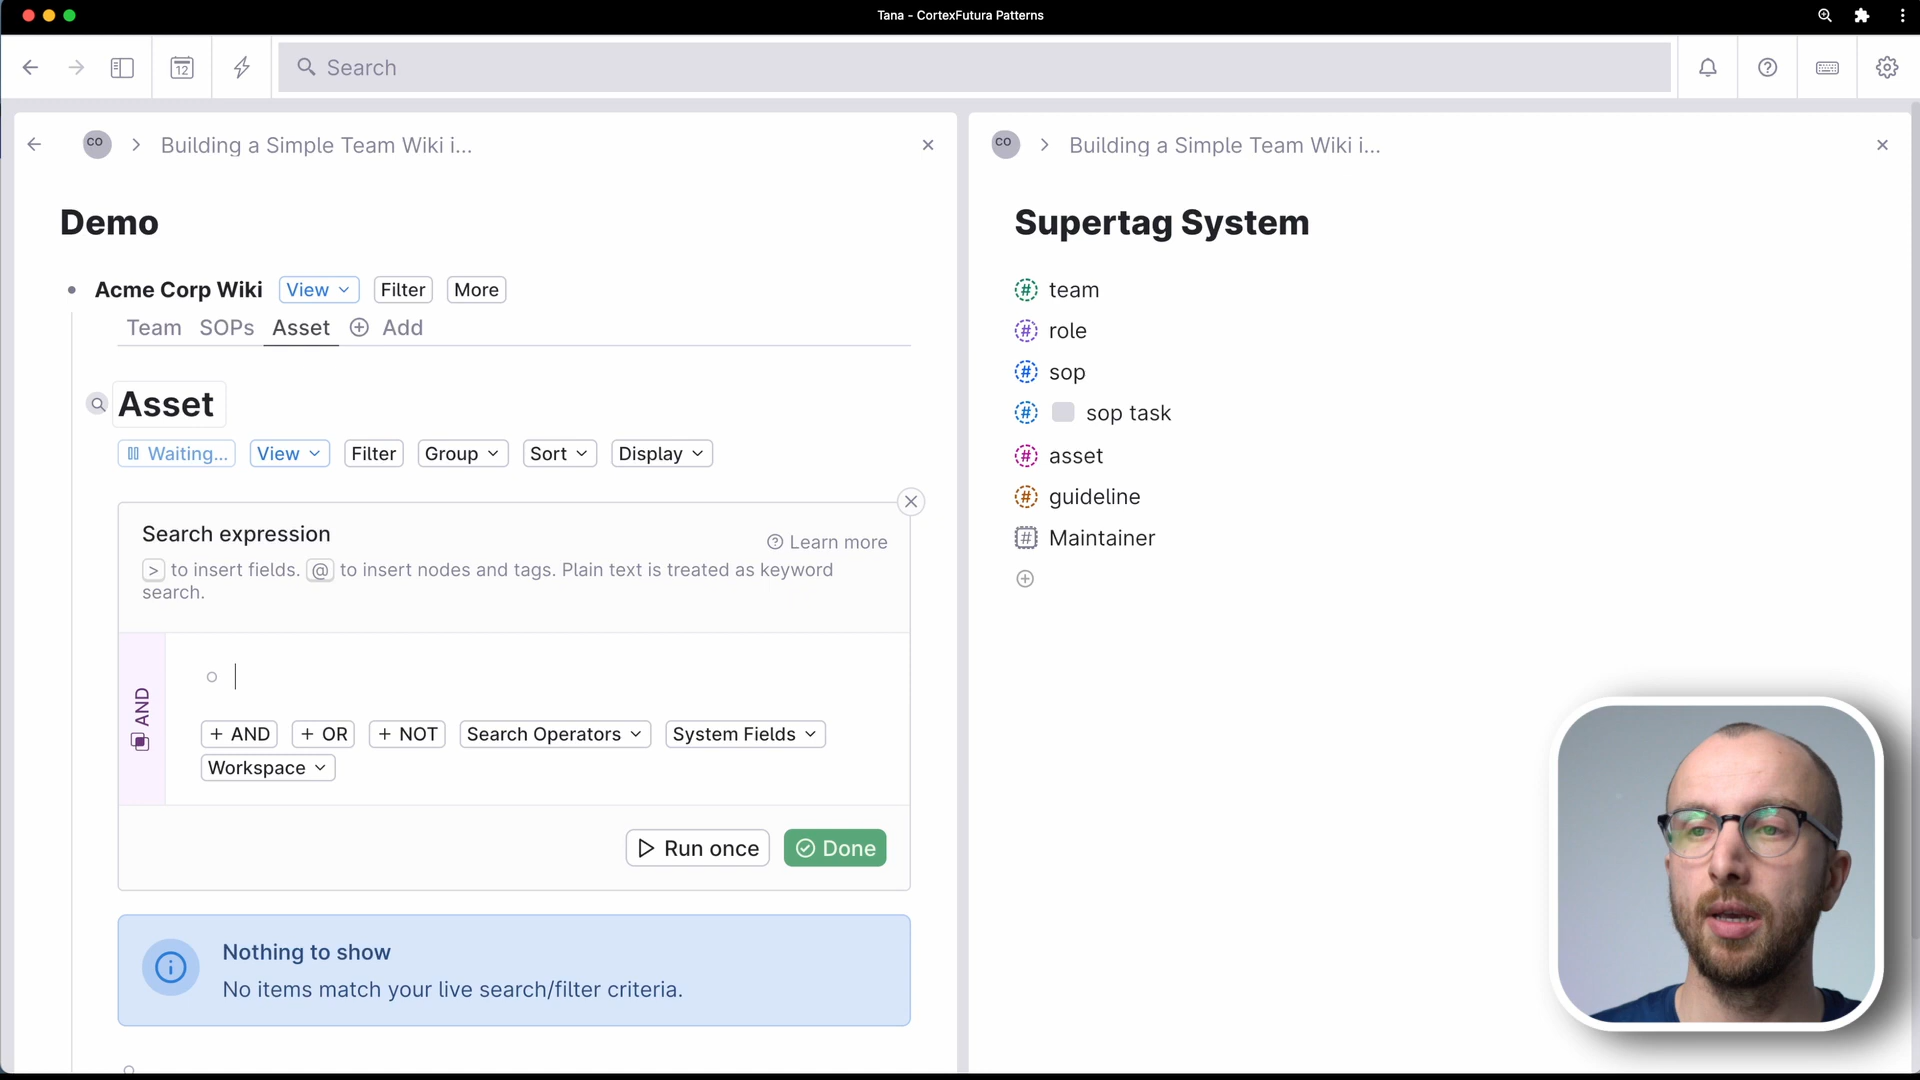 Tana - CortexFutura Patterns
12
Search
CO
Building a Simple Team Wiki i...
Demo
Acme Corp Wiki
View
Filter
More
Team
SOPs
Asset
Add
Asset
Waiting...
View
Filter
Group
Sort
Display
Search expression
Learn more
> to insert fields. @ to insert nodes and tags. Plain text is treated as keyword
search.
AND
+ AND
+ OR
+ NOT
Search Operators
System Fields
Workspace
Run once
Done
Nothing to show
No items match your live search/filter criteria.
CO
Building a Simple Team Wiki i...
Supertag System
# team
# role
# sop
# sop task
# asset
# guideline
# Maintainer